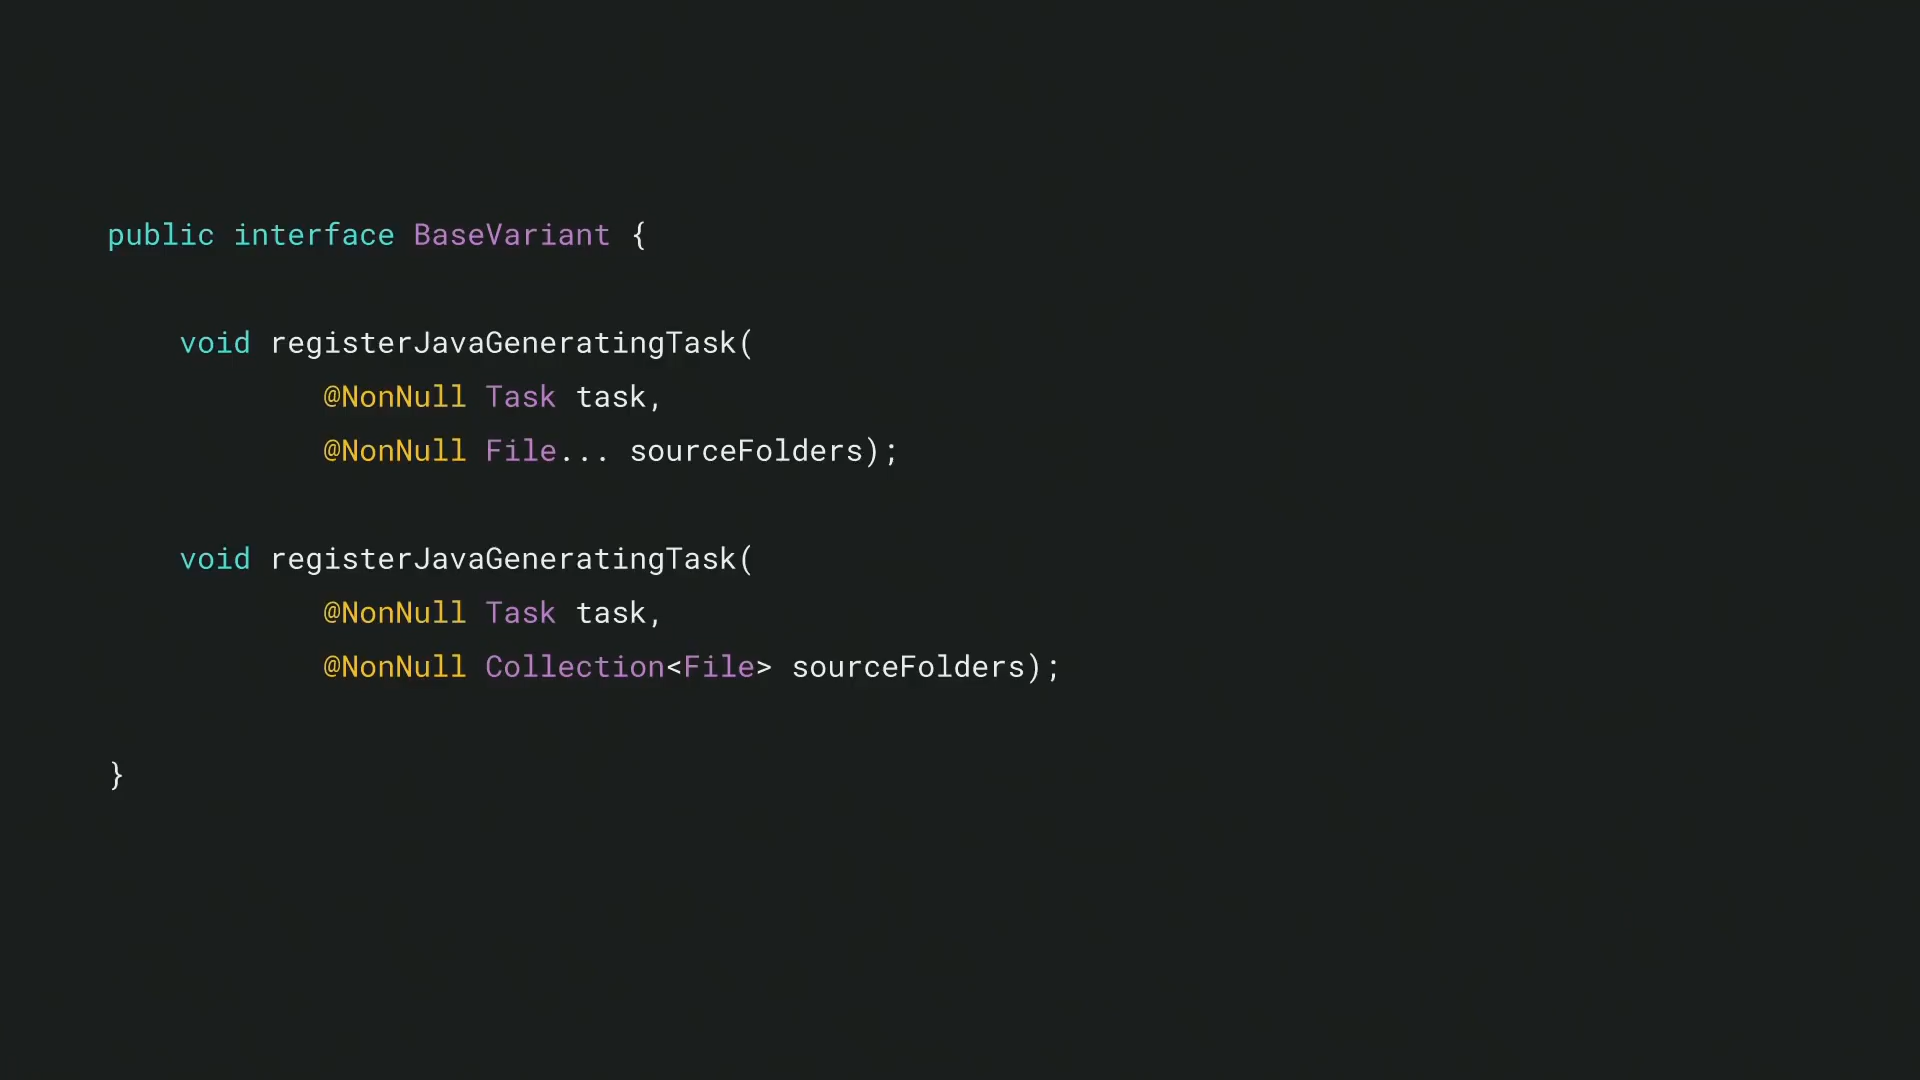 public interface BaseVariant {
void registerJavaGeneratingTask(
@NonNull Task task,
@NonNull File... sourceFolders);
void registerJavaGeneratingTask(
@NonNull Task task,
@NonNull Collection<File> sourceFolders);
}